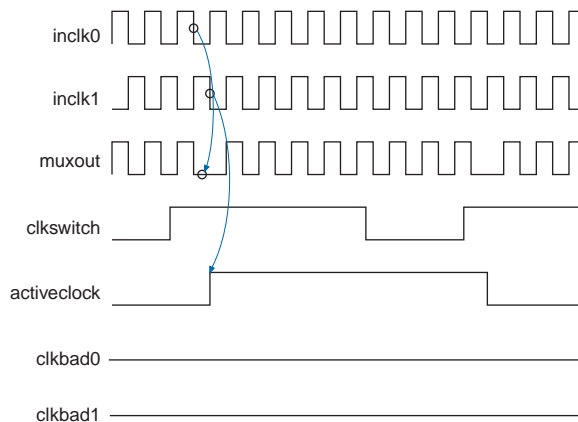 inclk0
inclk1
muxout
clkswitch
activeclock
clkbad0
clkbad1